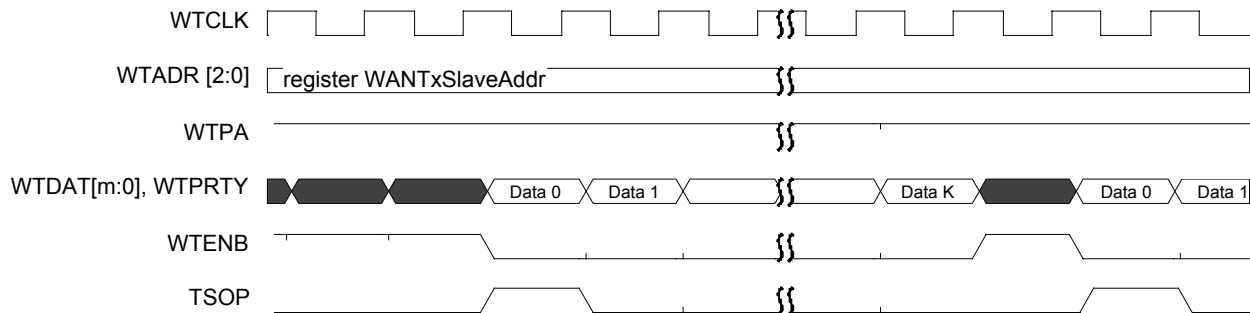 WTCLK
WTADR [2:0] register WANTxSlaveAddr
WTPA
WTDAT[m:0], WTPRTY Data 0 Data 1 Data K Data 0 Data 1
WTENB
TSOP